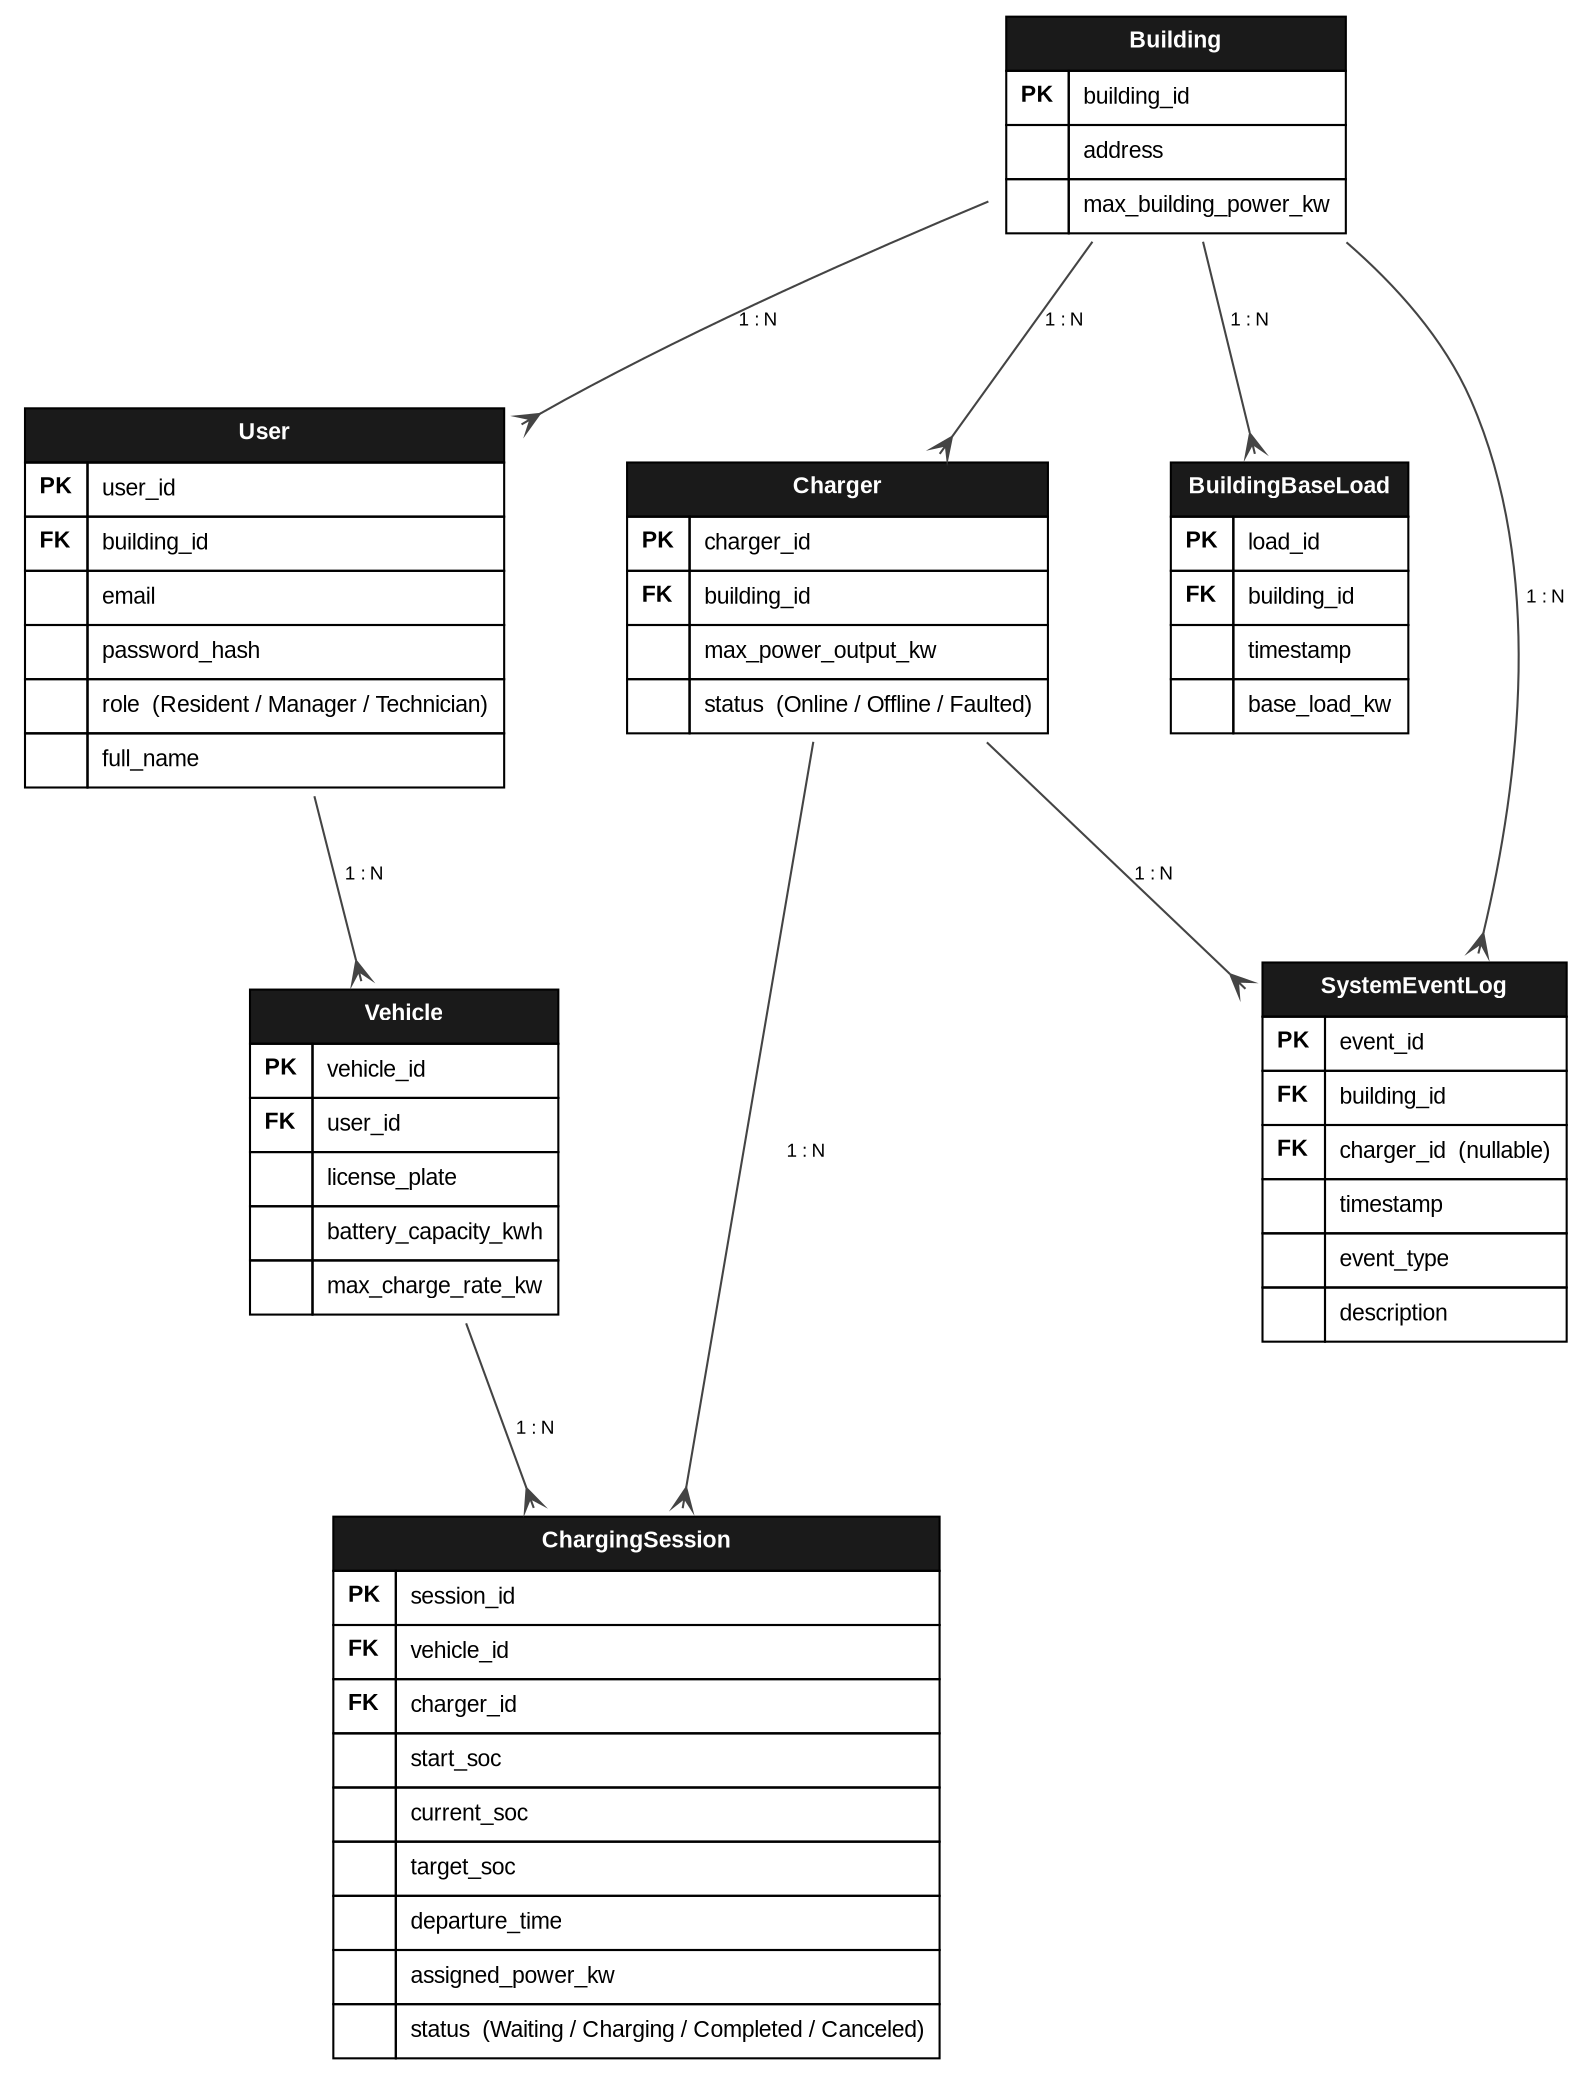 Building
PK building_id
address
max_building_power_kw
1 : N
1 : N
1 : N
1 : N
User
PK user_id
FK building_id
email
password_hash
role (Resident / Manager / Technician)
full_name
Charger
PK charger_id
FK building_id
max_power_output_kw
status (Online / Offline / Faulted)
BuildingBaseLoad
PK load_id
FK building_id
timestamp
base_load_kw
1 : N
1 : N
1 : N
Vehicle
PK vehicle_id
FK user_id
license_plate
battery_capacity_kwh
max_charge_rate_kw
SystemEventLog
PK event_id
FK building_id
FK charger_id (nullable)
timestamp
event_type
description
1 : N
ChargingSession
PK session_id
FK vehicle_id
FK charger_id
start_soc
current_soc
target_soc
departure_time
assigned_power_kw
status (Waiting / Charging / Completed / Canceled)